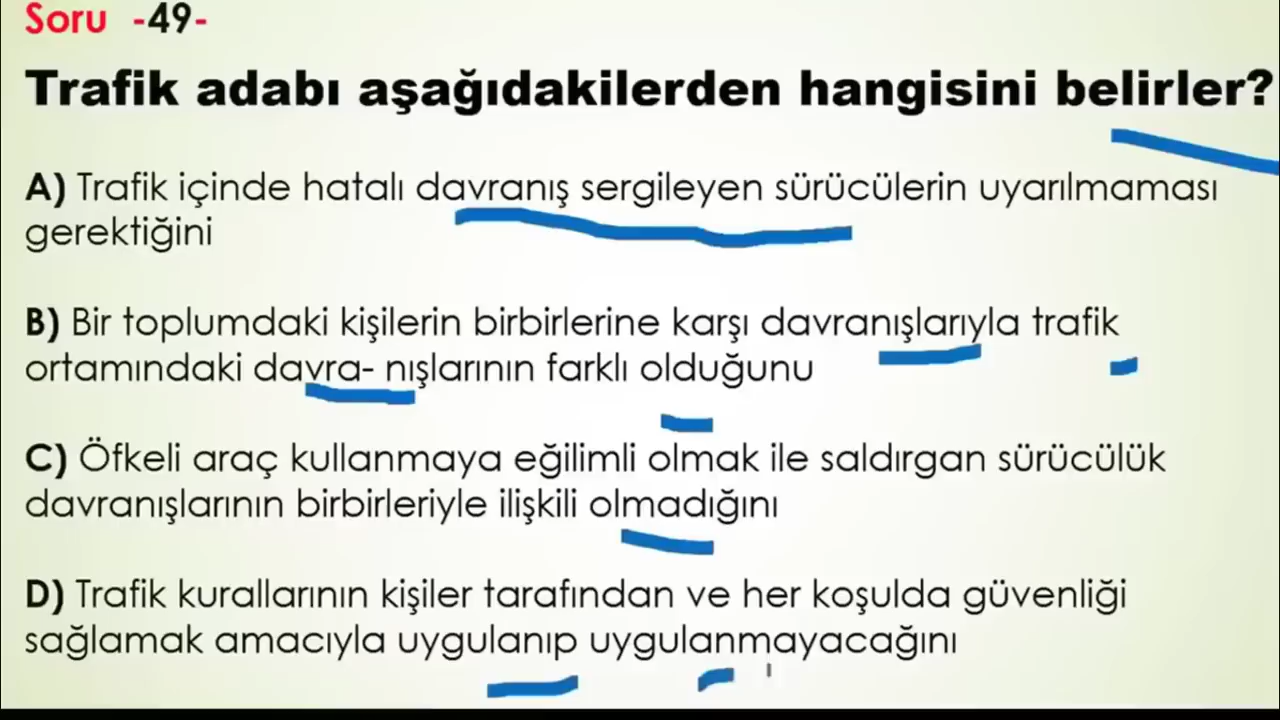 Soru -49-
Trafik adabı aşağıdakilerden hangisini belirler?
A) Trafik içinde hatalı davranış sergileyen sürücülerin uyarılmaması
gerektiğini
B) Bir toplumdaki kişilerin birbirlerine karşı davranışlarıyla trafik
ortamındaki davra- nışlarının farklı olduğunu
C) Öfkeli araç kullanmaya eğilimli olmak ile saldırgan sürücülük
davranışlarının birbirleriyle ilişkili olmadığını
D) Trafik kurallarının kişiler tarafından ve her koşulda güvenliği
sağlamak amacıyla uygulanıp uygulanmayacağını